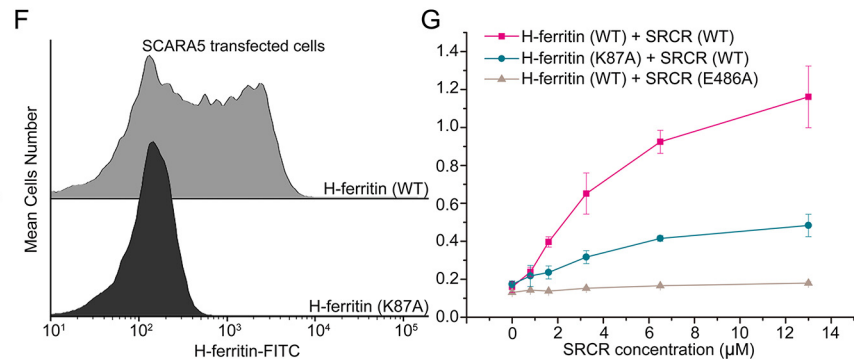 F
SCARA5 transfected cells
Mean Cells Number
H-ferritin (WT)
H-ferritin (K87A)
10¹ 10² 10³ 10⁴ 10⁵
H-ferritin-FITC
G
H-ferritin (WT) + SRCR (WT)
H-ferritin (K87A) + SRCR (WT)
H-ferritin (WT) + SRCR (E486A)
1.4
1.2
1.0
0.8
0.6
0.4
0.2
0.0
0 2 4 6 8 10 12 14
SRCR concentration (μM)